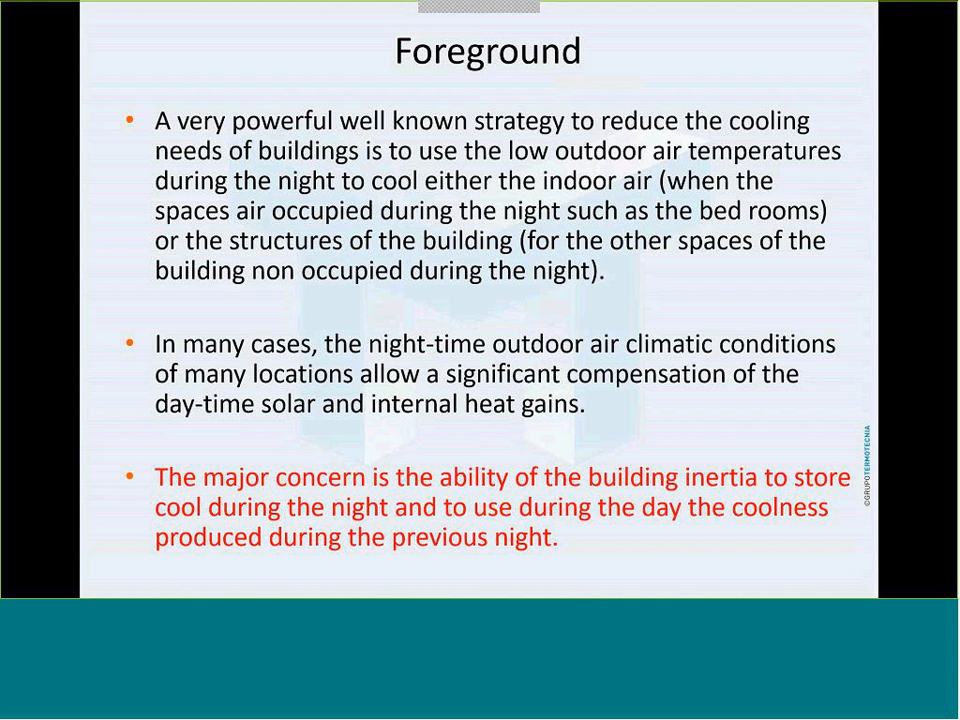 Foreground
• A very powerful well known strategy to reduce the cooling
needs of buildings is to use the low outdoor air temperatures
during the night to cool either the indoor air (when the
spaces air occupied during the night such as the bed rooms)
or the structures of the building (for the other spaces of the
building non occupied during the night).
• In many cases, the night-time outdoor air climatic conditions
of many locations allow a significant compensation of the
day-time solar and internal heat gains.
• The major concern is the ability of the building inertia to store
cool during the night and to use during the day the coolness
produced during the previous night.
©GRUPOTERMOTECNIA